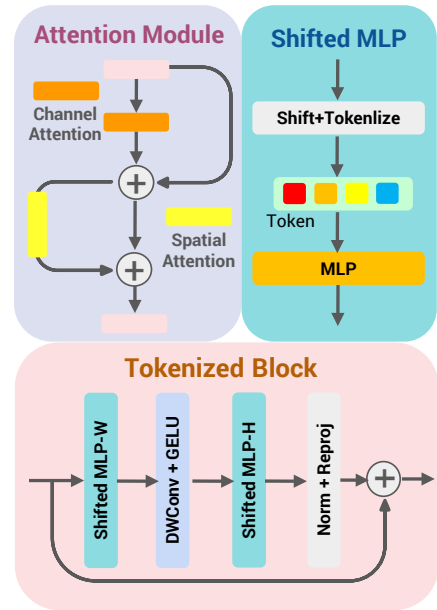 Attention Module
Channel
Attention
+
Spatial
Attention
+
Shifted MLP
Shift+Tokenlize
Token
MLP
Tokenized Block
Shifted MLP-W
DWConv + GELU
Shifted MLP-H
Norm + Reproj
+